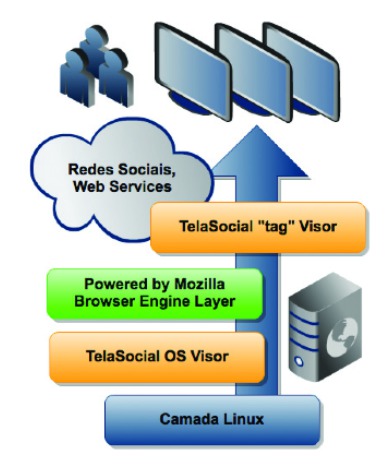 Redes Sociais,
Web Services
TelaSocial "tag" Visor
Powered by Mozilla
Browser Engine Layer
TelaSocial OS Visor
Camada Linux